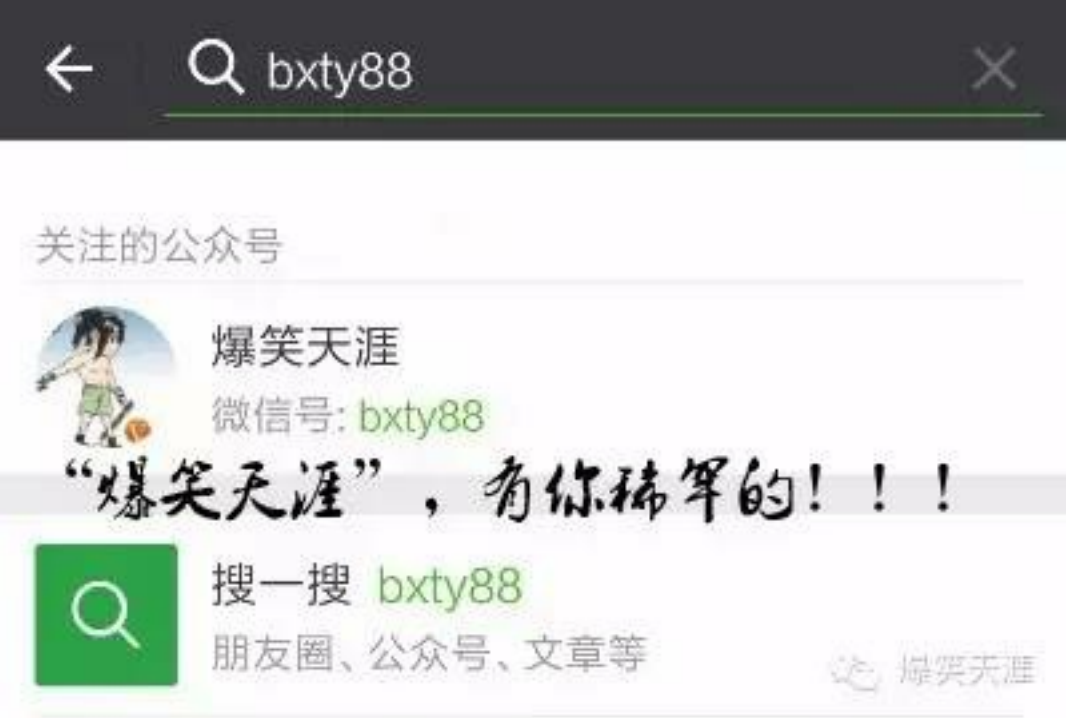 bxty88
关注的公众号
爆笑天涯
微信号: bxty88
“爆笑天涯”，有你稀罕的！！！
搜一搜 bxty88
朋友圈、公众号、文章等
爆笑天涯